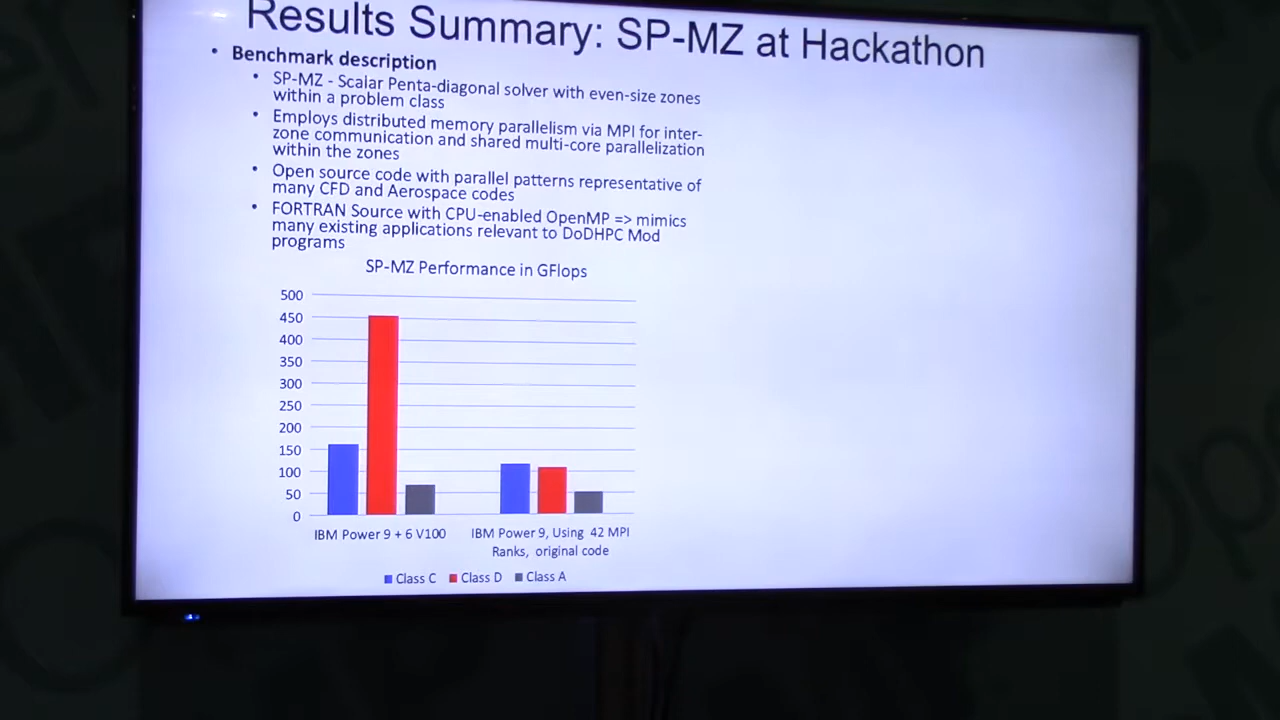 Results Summary: SP-MZ at Hackathon
• Benchmark description
• SP-MZ - Scalar Penta-diagonal solver with even-size zones
within a problem class
• Employs distributed memory parallelism via MPI for inter-
zone communication and shared multi-core parallelization
within the zones
• Open source code with parallel patterns representative of
many CFD and Aerospace codes
• FORTRAN Source with CPU-enabled OpenMP => mimics
many existing applications relevant to DoDHPC Mod
programs
SP-MZ Performance in GFlops
500
450
400
350
300
250
200
150
100
50
0
IBM Power 9 + 6 V100
IBM Power 9, Using 42 MPI
Ranks, original code
Class C Class D Class A